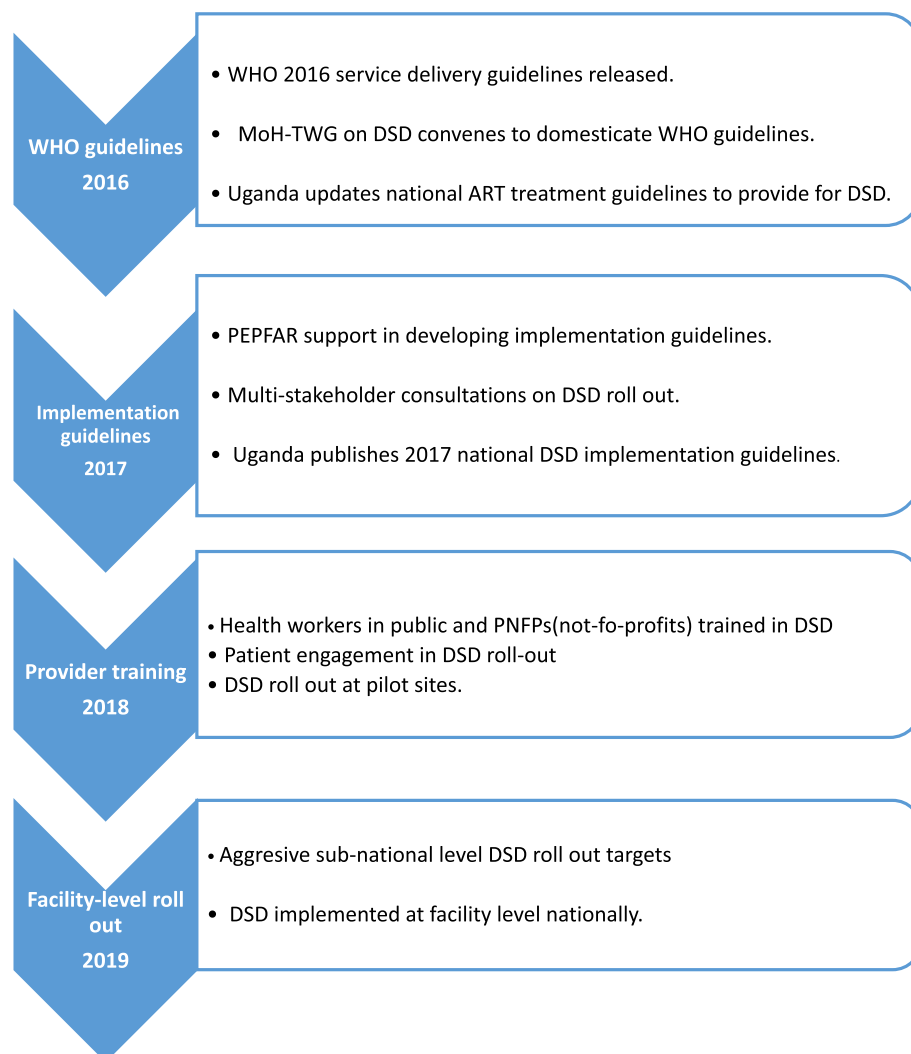 WHO guidelines
2016
• WHO 2016 service delivery guidelines released.
• MoH-TWG on DSD convenes to domesticate WHO guidelines.
• Uganda updates national ART treatment guidelines to provide for DSD.
Implementation
guidelines
2017
• PEPFAR support in developing implementation guidelines.
• Multi-stakeholder consultations on DSD roll out.
• Uganda publishes 2017 national DSD implementation guidelines.
Provider training
2018
• Health workers in public and PNFPs(not-fo-profits) trained in DSD
• Patient engagement in DSD roll-out
• DSD roll out at pilot sites.
Facility-level roll
out
2019
• Aggresive sub-national level DSD roll out targets
• DSD implemented at facility level nationally.